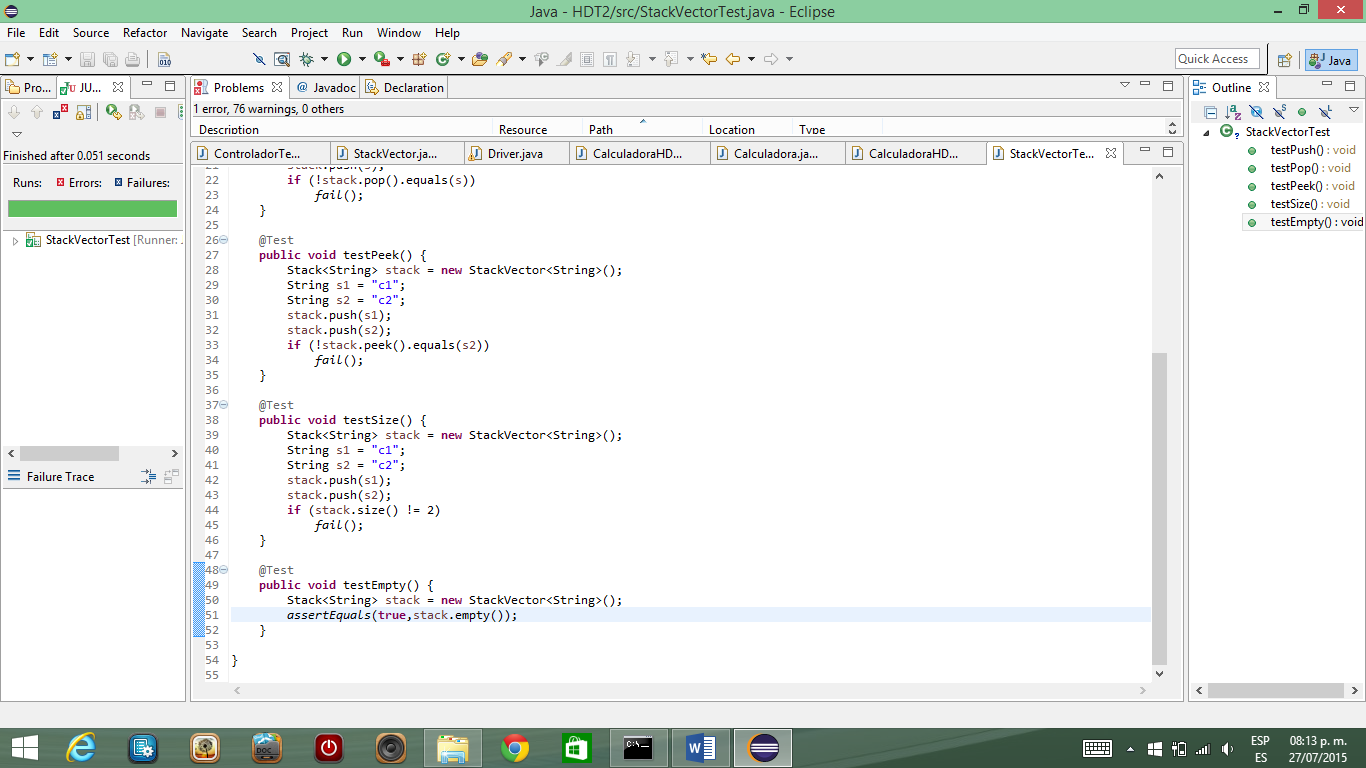 Java - HDT2/src/StackVectorTest.java - Eclipse
File Edit Source Refactor Navigate Search Project Run Window Help
Quick Access
Java
Pro...
JU...
Finished after 0.051 seconds
Runs: Errors: Failures:
StackVectorTest [Runner:
Failure Trace
Problems
@ Javadoc
Declaration
1 error, 76 warnings, 0 others
Description Resource Path Location Type
ControladorTe...
StackVector.ja...
Driver.java
CalculadoraHD...
Calculadora.ja...
CalculadoraHD...
StackVectorTe...
21 stack.push(s);
22 if (!stack.pop().equals(s))
23 fail();
24 }
25
26 @Test
27 public void testPeek() {
28 Stack<String> stack = new StackVector<String>();
29 String s1 = "c1";
30 String s2 = "c2";
31 stack.push(s1);
32 stack.push(s2);
33 if (!stack.peek().equals(s2))
34 fail();
35 }
36
37 @Test
38 public void testSize() {
39 Stack<String> stack = new StackVector<String>();
40 String s1 = "c1";
41 String s2 = "c2";
42 stack.push(s1);
43 stack.push(s2);
44 if (stack.size() != 2)
45 fail();
46 }
47
48 @Test
49 public void testEmpty() {
50 Stack<String> stack = new StackVector<String>();
51 assertEquals(true,stack.empty());
52 }
53
54 }
55
Outline
StackVectorTest
testPush() : void
testPop() : void
testPeek() : void
testSize() : void
testEmpty() : void
DOC
C:\_
ESP
ES
08:13 p. m.
27/07/2015